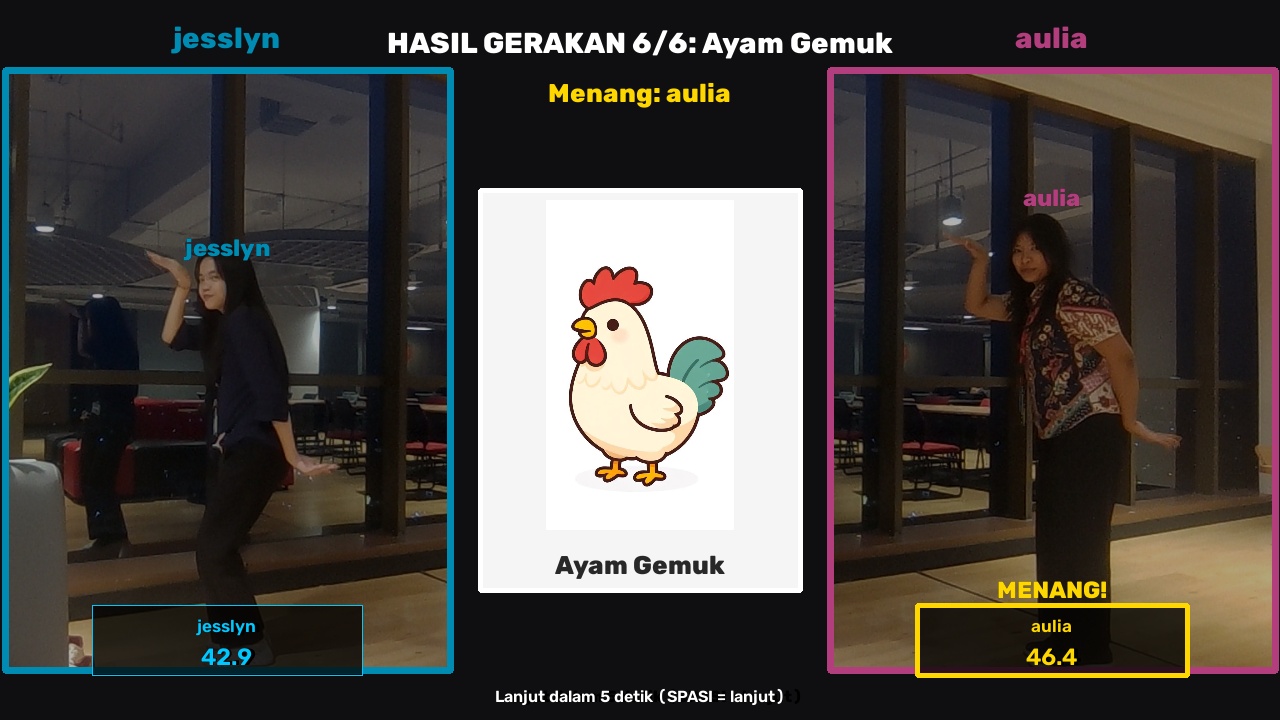 jesslyn
HASIL GERAKAN 6/6: Ayam Gemuk
aulia
Menang: aulia
jesslyn
aulia
Ayam Gemuk
MENANG!
jesslyn
42.9
aulia
46.4
Lanjut dalam 5 detik (SPASI = lanjut)